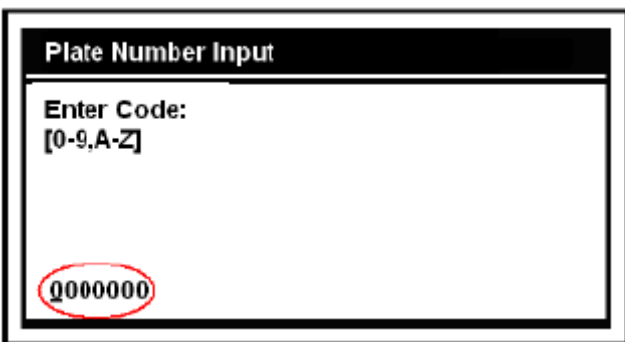 Plate Number Input
Enter Code:
[0-9,A-Z]
0000000